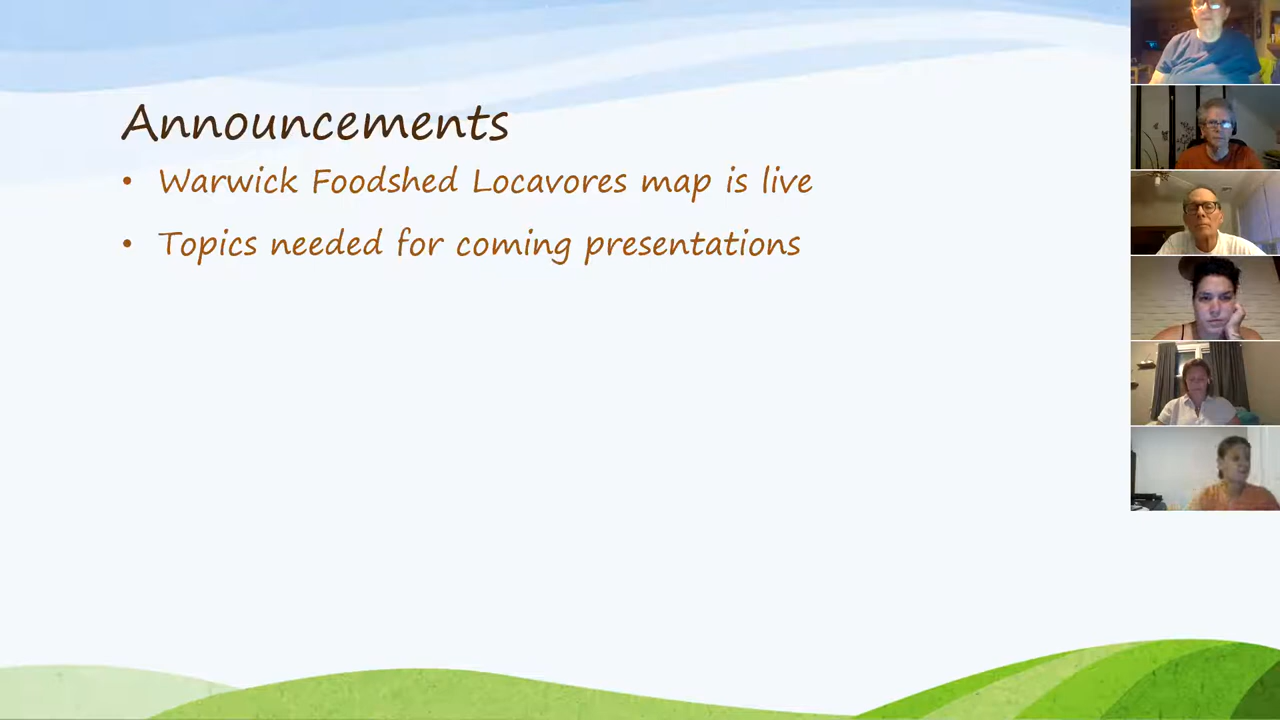 Announcements
• Warwick Foodshed Locavores map is live
• Topics needed for coming presentations